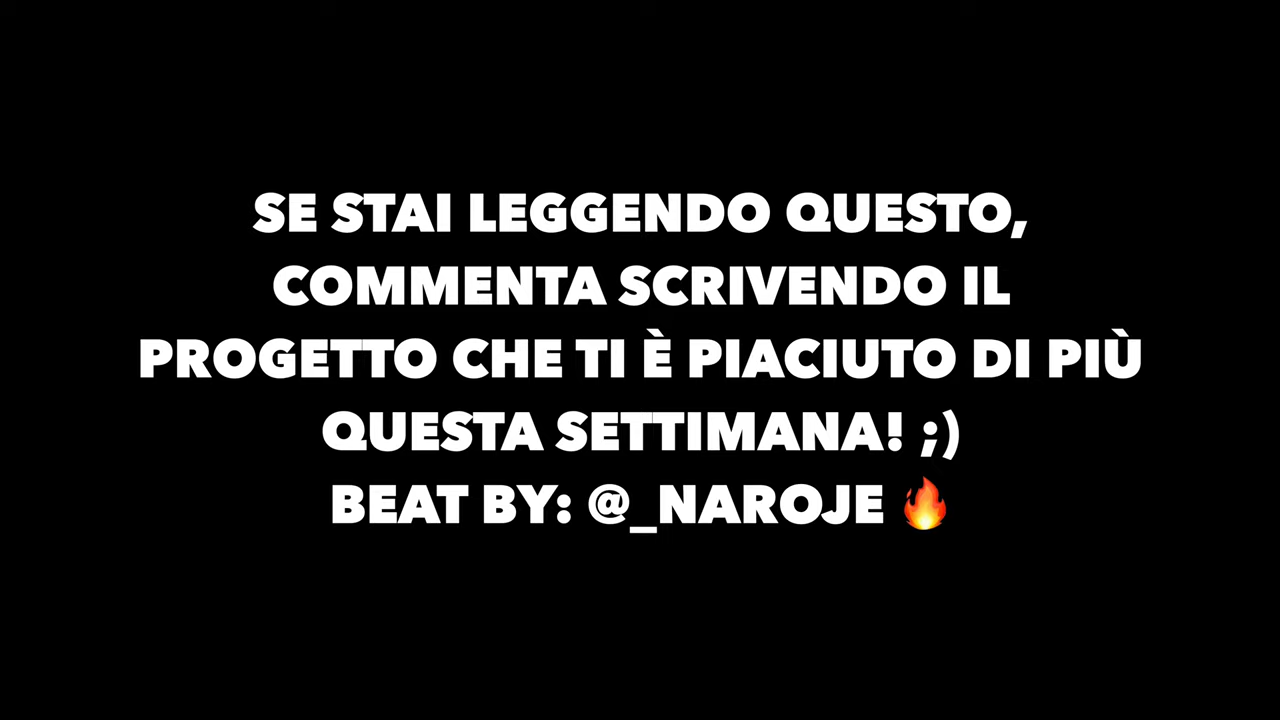 SE STAI LEGGENDO QUESTO,
COMMENTA SCRIVENDO IL
PROGETTO CHE TI È PIACIUTO DI PIÙ
QUESTA SETTIMANA! ;)
BEAT BY: @_NAROJE 🔥